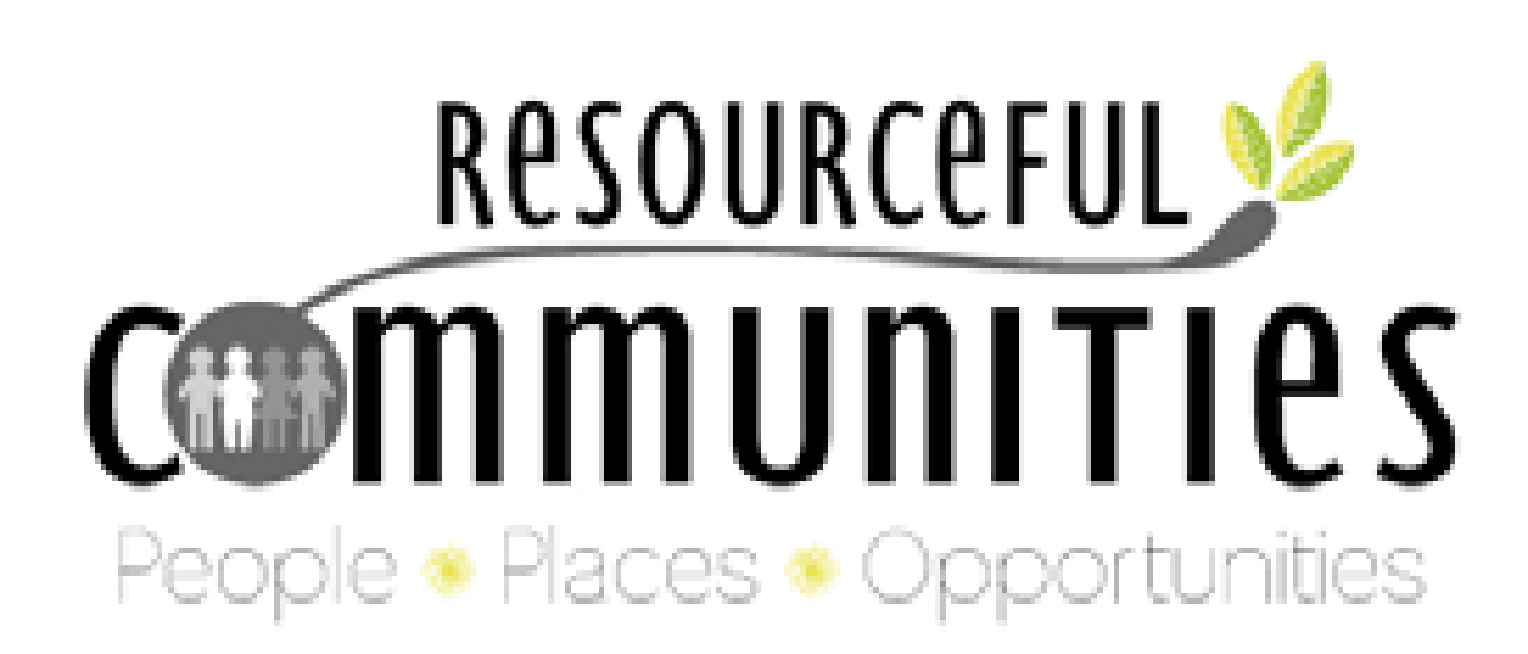 Resourceful
Communities
People • Places • Opportunities